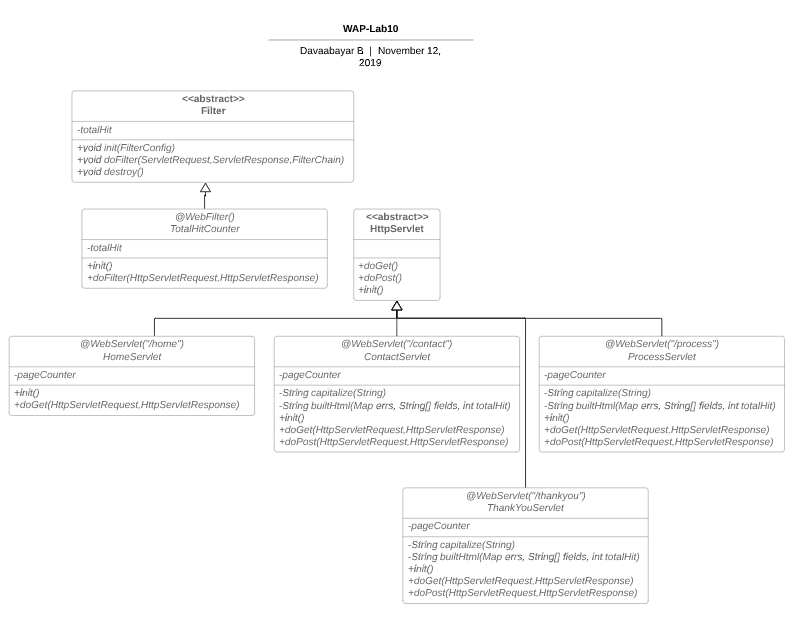 WAP-Lab10
Davaabayar B | November 12,
2019
<<abstract>>
Filter
-totalHit
+void init(FilterConfig)
+void doFilter(ServletRequest,ServletResponse,FilterChain)
+void destroy()
@WebFilter()
TotalHitCounter
-totalHit
+init()
+doFilter(HttpServletRequest,HttpServletResponse)
<<abstract>>
HttpServlet
+doGet()
+doPost()
+init()
@WebServlet("/home")
HomeServlet
-pageCounter
+init()
+doGet(HttpServletRequest,HttpServletResponse)
@WebServlet("/contact")
ContactServlet
-pageCounter
-String capitalize(String)
-String builtHtml(Map errs, String[] fields, int totalHit)
+init()
+doGet(HttpServletRequest,HttpServletResponse)
+doPost(HttpServletRequest,HttpServletResponse)
@WebServlet("/process")
ProcessServlet
-pageCounter
-String capitalize(String)
-String builtHtml(Map errs, String[] fields, int totalHit)
+init()
+doGet(HttpServletRequest,HttpServletResponse)
+doPost(HttpServletRequest,HttpServletResponse)
@WebServlet("/thankyou")
ThankYouServlet
-pageCounter
-String capitalize(String)
-String builtHtml(Map errs, String[] fields, int totalHit)
+init()
+doGet(HttpServletRequest,HttpServletResponse)
+doPost(HttpServletRequest,HttpServletResponse)